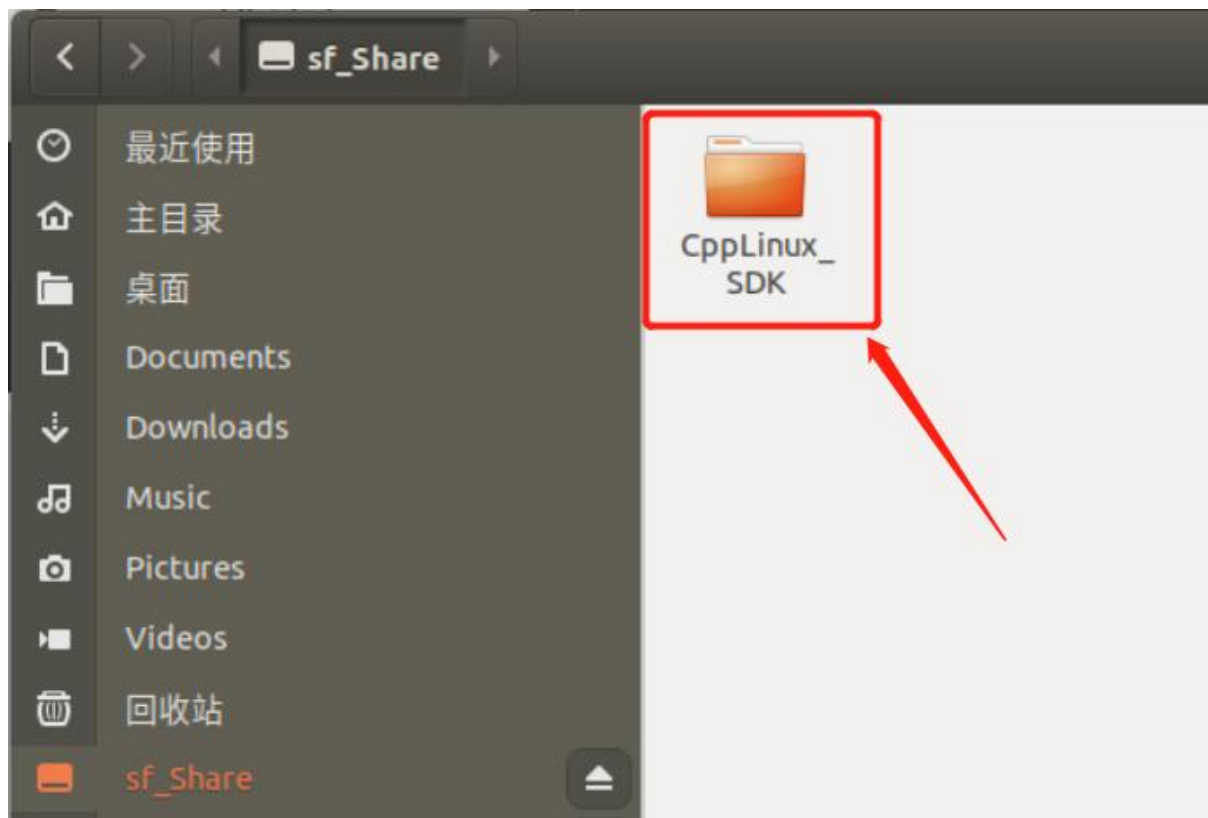 sf_Share
最近使用
主目录
桌面
Documents
Downloads
Music
Pictures
Videos
回收站
sf_Share
CppLinux_
SDK